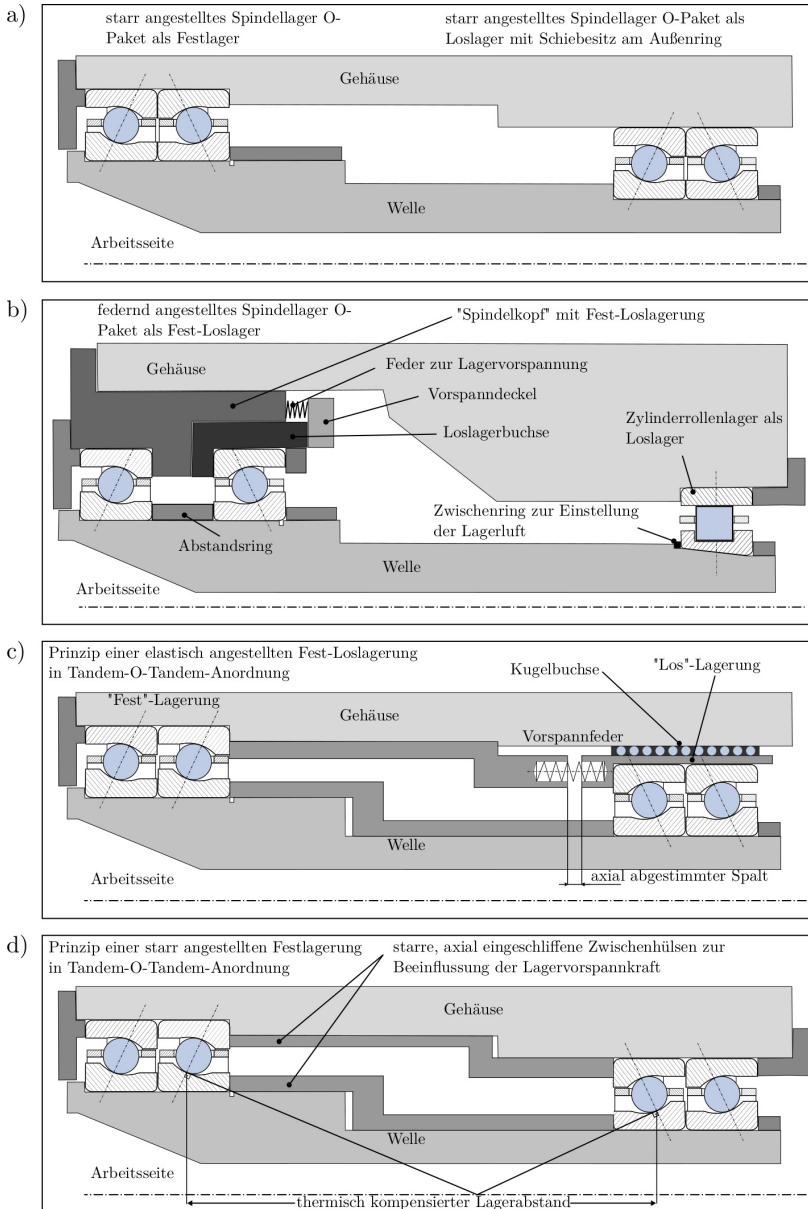 a)
starr angestelltes Spindellager O-
Paket als Festlager
starr angestelltes Spindellager O-Paket als
Loslager mit Schiebesitz am Außenring
Gehäuse
Welle
Arbeitsseite
b)
federnd angestelltes Spindellager O-
Paket als Fest-Loslager
"Spindelkopf" mit Fest-Loslagerung
Gehäuse
Feder zur Lagervorspannung
Vorspanndeckel
Loslagerbuchse
Zylinderrollenlager als
Loslager
Zwischenring zur Einstellung
der Lagerluft
Abstandsring
Welle
Arbeitsseite
c)
Prinzip einer elastisch angestellten Fest-Loslagerung
in Tandem-O-Tandem-Anordnung
"Los"-Lagerung
Kugelbuchse
"Fest"-Lagerung
Gehäuse
Vorspannfeder
Welle
Arbeitsseite
axial abgestimmter Spalt
d)
Prinzip einer starr angestellten Festlagerung
in Tandem-O-Tandem-Anordnung
starre, axial eingeschliffene Zwischenhülsen zur
Beeinflussung der Lagervorspannkraft
Gehäuse
Welle
Arbeitsseite
thermisch kompensierter Lagerabstand